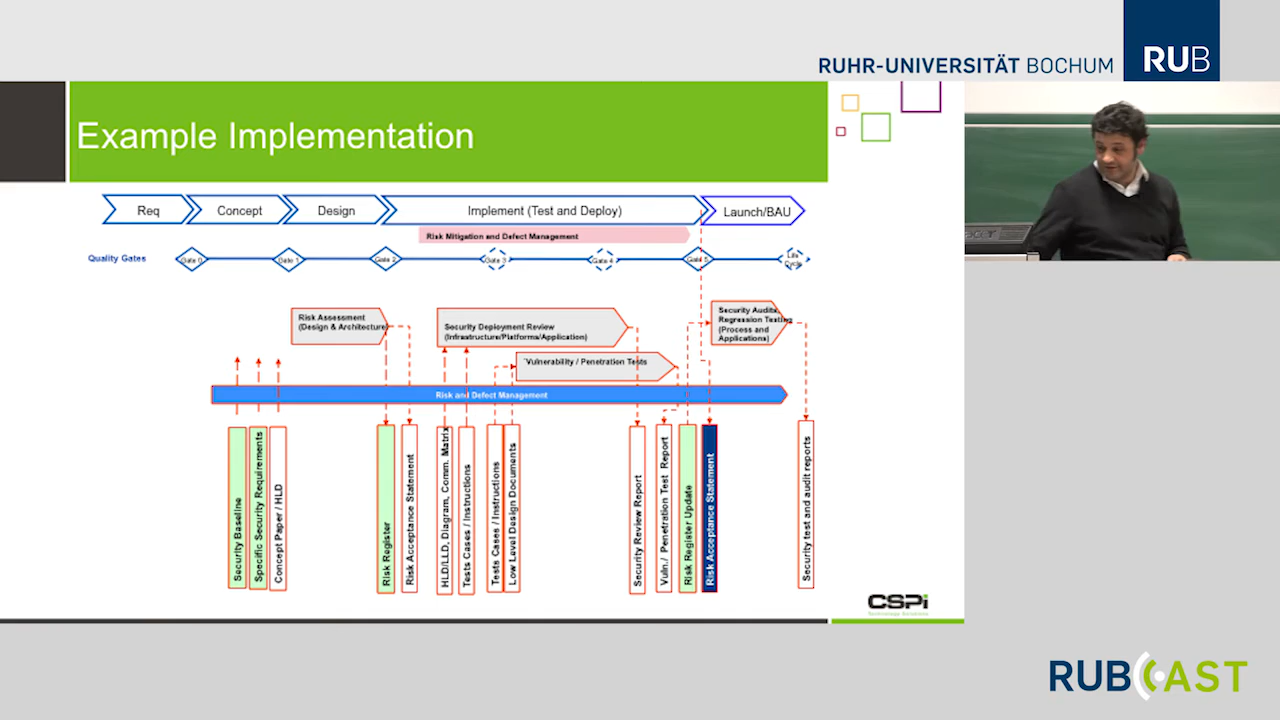 RUHR-UNIVERSITÄT BOCHUM
RUB
Example Implementation
Req
Concept
Design
Implement (Test and Deploy)
Launch/BAU
Risk Mitigation and Defect Management
Quality Gates
Gate 0
Gate 1
Gate 2
Gate 3
Gate 4
Gate 5
Life
Cycle
Risk Assessment
(Design & Architecture)
Security Deployment Review
(Infrastructure/Platforms/Application)
Security Audits,
Regression Testing
(Process and
Applications)
`Vulnerability / Penetration Tests
Risk and Defect Management
Security Baseline
Specific Security Requirements
Concept Paper / HLD
Risk Register
Risk Acceptance Statement
HLD/LLD, Diagram, Comm. Matrix
Tests Cases / Instructions
Tests Cases / Instructions
Low Level Design Documents
Security Review Report
Vuln./ Penetration Test Report
Risk Register Update
Risk Acceptance Statement
Security test and audit reports
CSPi
RUBCAST